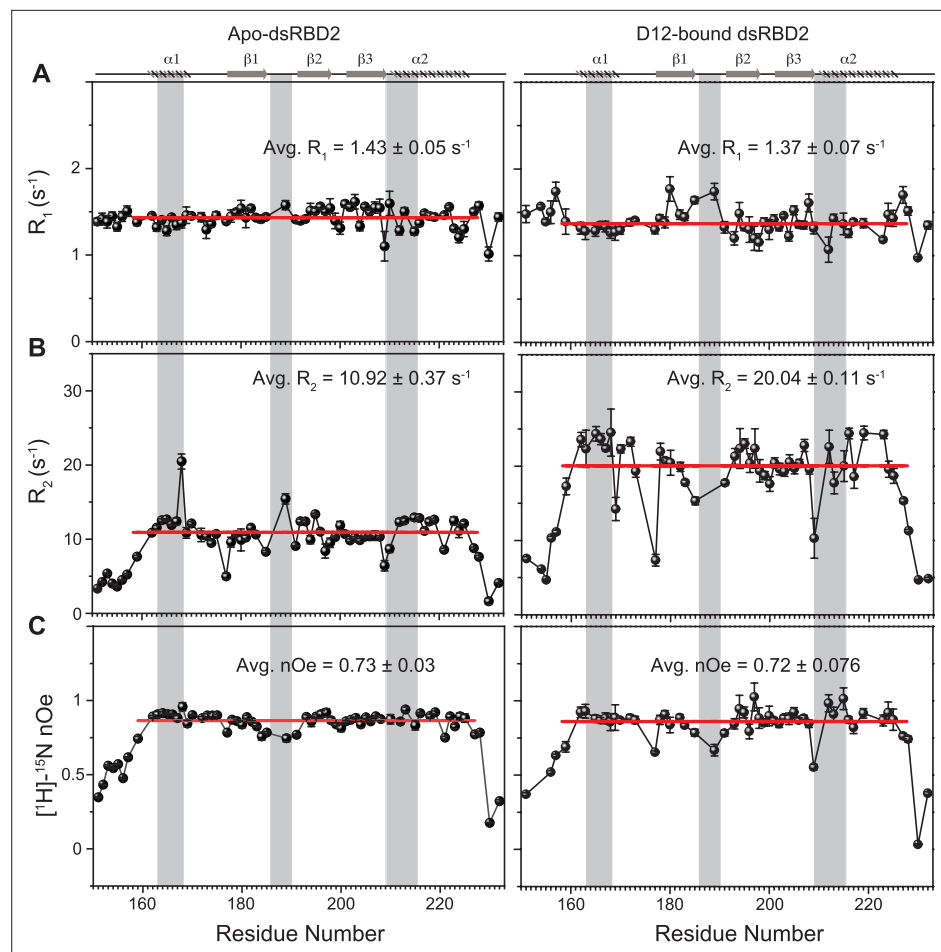 Apo-dsRBD2 D12-bound dsRBD2
α1 β1 β2 β3 α2 α1 β1 β2 β3 α2
A
Avg. R1 = 1.43 ± 0.05 s-1 Avg. R1 = 1.37 ± 0.07 s-1
R1 (s-1)
2
1
0
B
Avg. R2 = 10.92 ± 0.37 s-1 Avg. R2 = 20.04 ± 0.11 s-1
R2 (s-1)
30
20
10
0
C
Avg. nOe = 0.73 ± 0.03 Avg. nOe = 0.72 ± 0.076
[1H]-15N nOe
1
0.5
0
160 180 200 220 160 180 200 220
Residue Number Residue Number